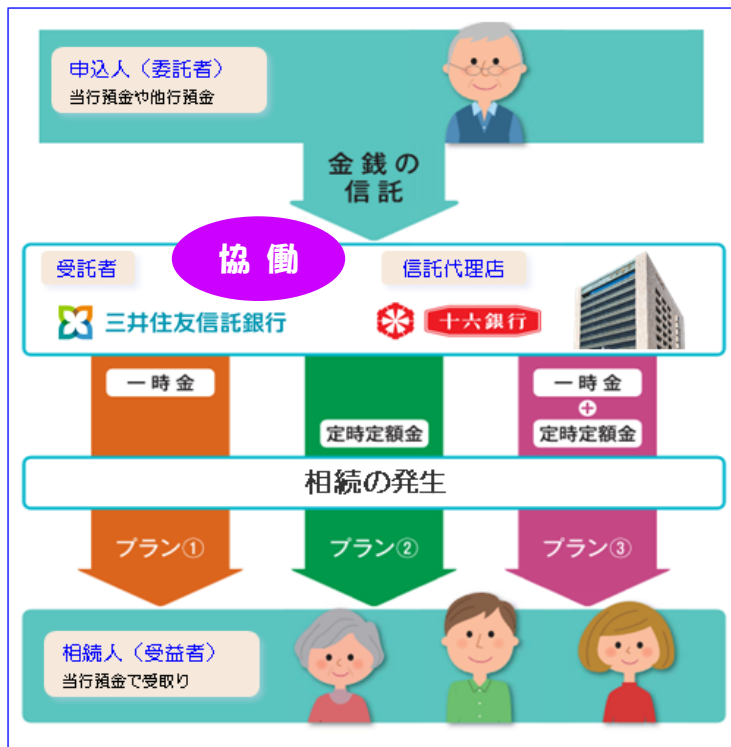 申込人（委託者）
当行預金や他行預金
金銭の
信託
協働
受託者
信託代理店
三井住友信託銀行
十六銀行
一時金
定時定額金
一時金
+
定時定額金
相続の発生
プラン①
プラン②
プラン③
相続人（受益者）
当行預金で受取り